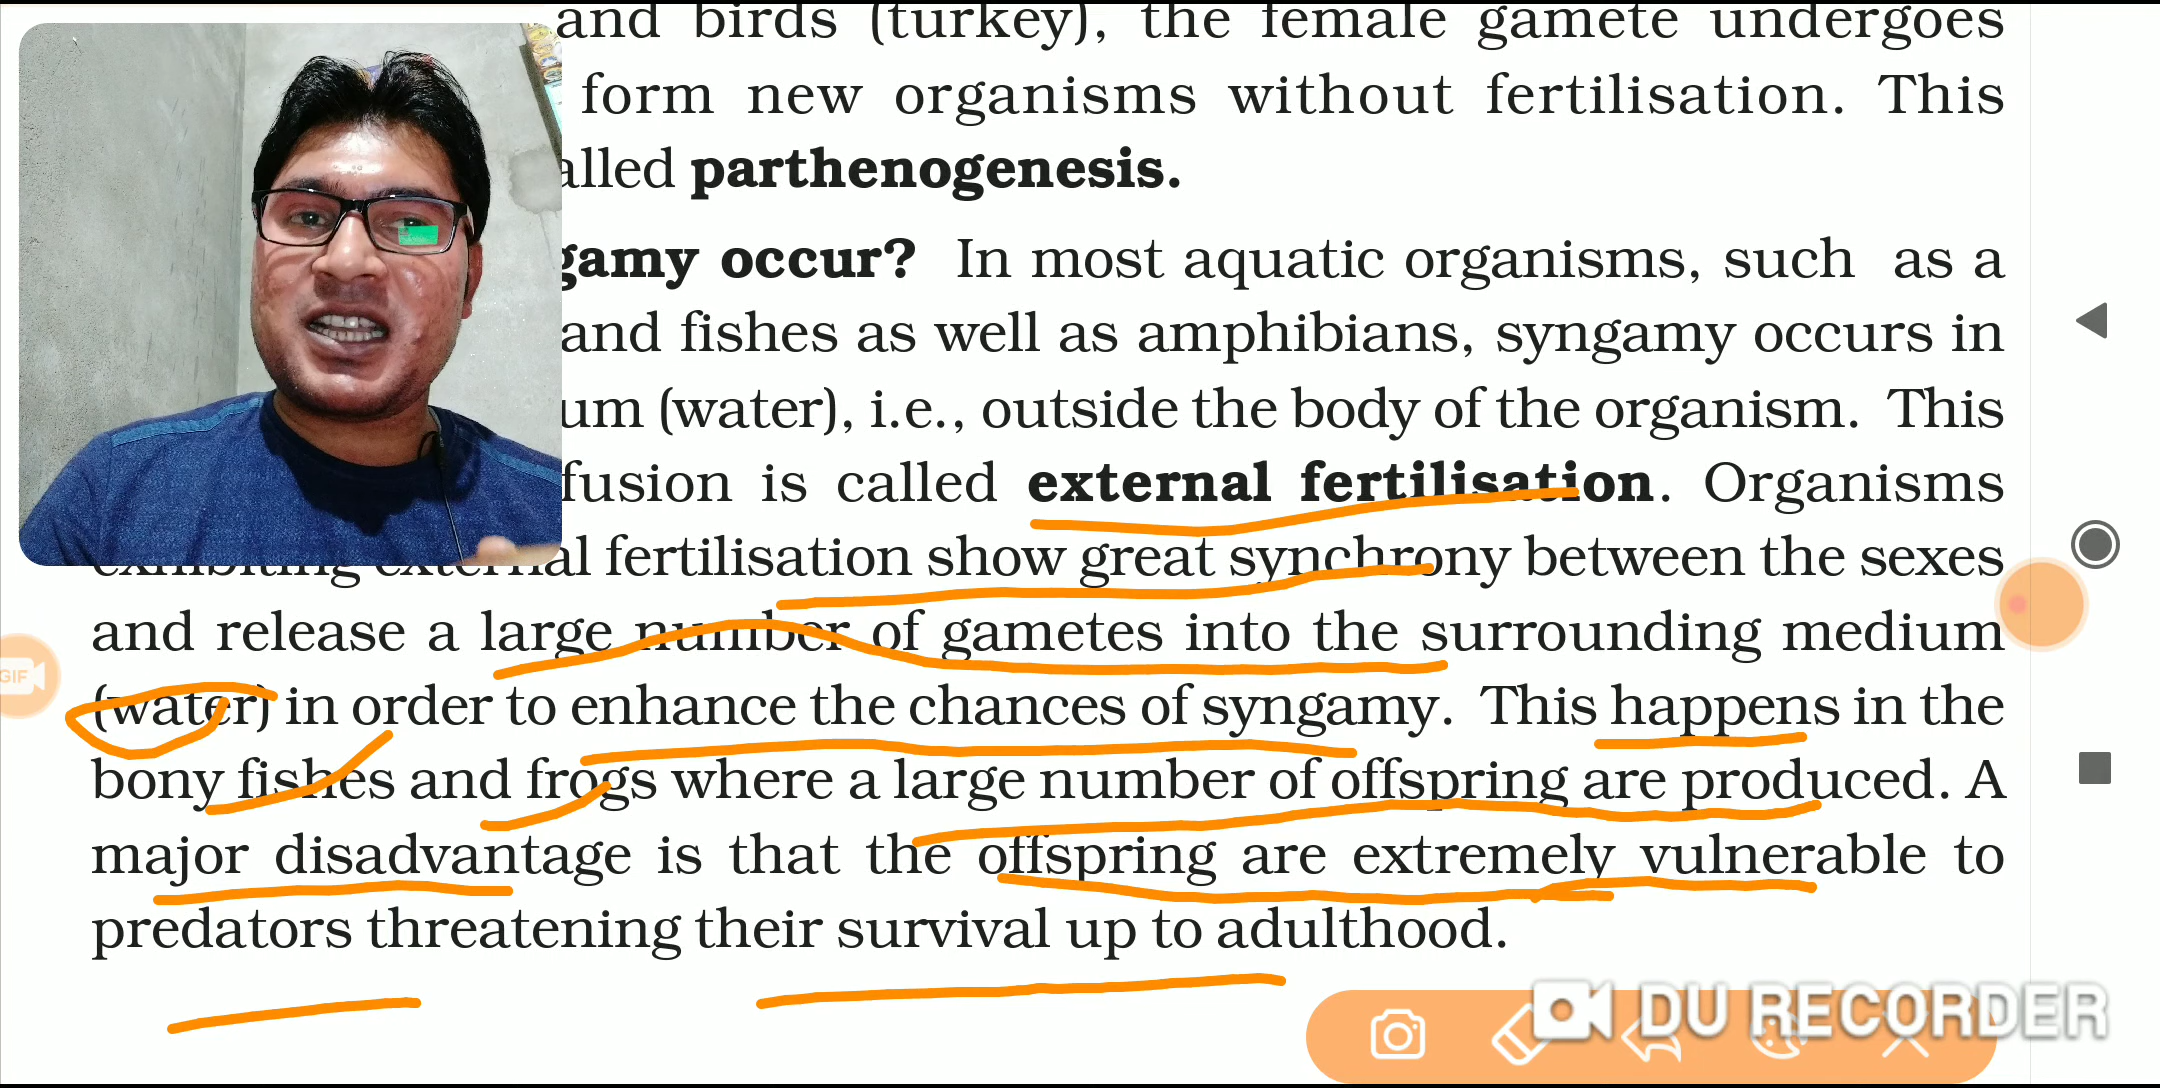 and birds (turkey), the female gamete undergoes
form new organisms without fertilisation. This
alled parthenogenesis.
gamy occur? In most aquatic organisms, such as a
and fishes as well as amphibians, syngamy occurs in
um (water), i.e., outside the body of the organism. This
fusion is called external fertilisation. Organisms
exhibiting external fertilisation show great synchrony between the sexes
and release a large number of gametes into the surrounding medium
(water) in order to enhance the chances of syngamy. This happens in the
bony fishes and frogs where a large number of offspring are produced. A
major disadvantage is that the offspring are extremely vulnerable to
predators threatening their survival up to adulthood.
GIF
DU RECORDER